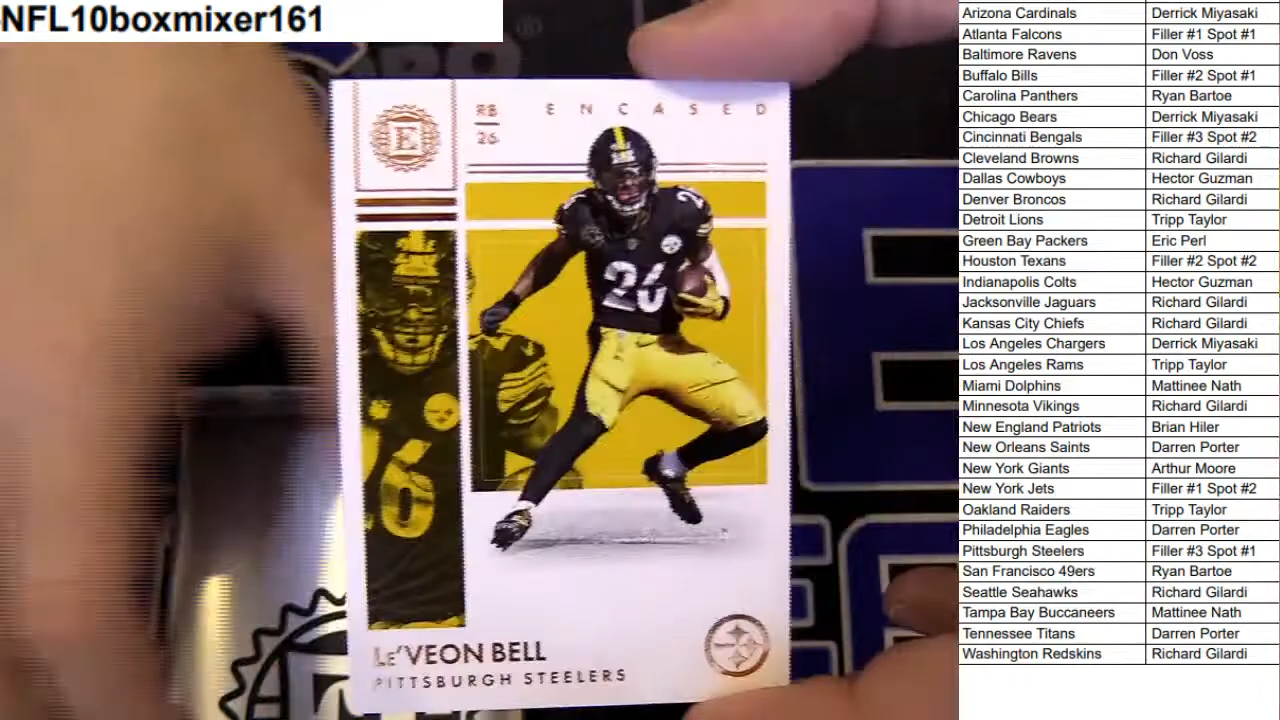 NFL10boxmixer161
RB
26
ENCASED
E
26
26
LE'VEON BELL
PITTSBURGH STEELERS
Arizona Cardinals Derrick Miyasaki
Atlanta Falcons Filler #1 Spot #1
Baltimore Ravens Don Voss
Buffalo Bills Filler #2 Spot #1
Carolina Panthers Ryan Bartoe
Chicago Bears Derrick Miyasaki
Cincinnati Bengals Filler #3 Spot #2
Cleveland Browns Richard Gilardi
Dallas Cowboys Hector Guzman
Denver Broncos Richard Gilardi
Detroit Lions Tripp Taylor
Green Bay Packers Eric Perl
Houston Texans Filler #2 Spot #2
Indianapolis Colts Hector Guzman
Jacksonville Jaguars Richard Gilardi
Kansas City Chiefs Richard Gilardi
Los Angeles Chargers Derrick Miyasaki
Los Angeles Rams Tripp Taylor
Miami Dolphins Mattinee Nath
Minnesota Vikings Richard Gilardi
New England Patriots Brian Hiler
New Orleans Saints Darren Porter
New York Giants Arthur Moore
New York Jets Filler #1 Spot #2
Oakland Raiders Tripp Taylor
Philadelphia Eagles Darren Porter
Pittsburgh Steelers Filler #3 Spot #1
San Francisco 49ers Ryan Bartoe
Seattle Seahawks Richard Gilardi
Tampa Bay Buccaneers Mattinee Nath
Tennessee Titans Darren Porter
Washington Redskins Richard Gilardi